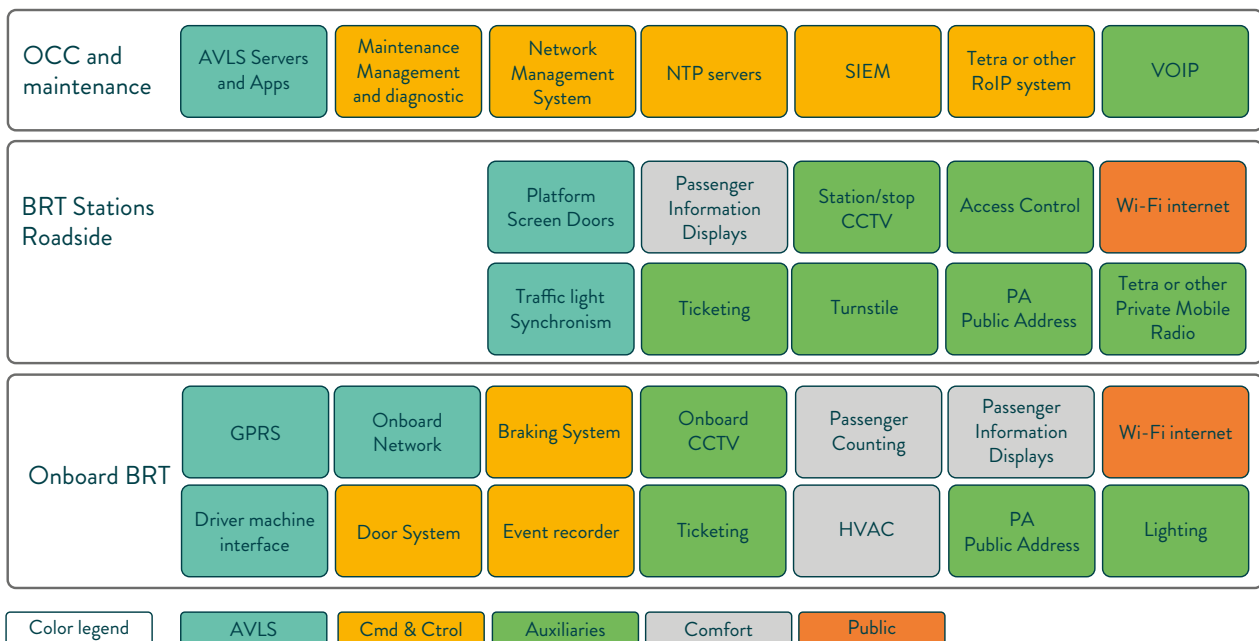 OCC and
maintenance
AVLS Servers
and Apps
Maintenance
Management
and diagnostic
Network
Management
System
NTP servers
SIEM
Tetra or other
RoIP system
VOIP
BRT Stations
Roadside
Platform
Screen Doors
Passenger
Information
Displays
Station/stop
CCTV
Access Control
Wi-Fi internet
Traffic light
Synchronism
Ticketing
Turnstile
PA
Public Address
Tetra or other
Private Mobile
Radio
Onboard BRT
GPRS
Onboard
Network
Braking System
Onboard
CCTV
Passenger
Counting
Passenger
Information
Displays
Wi-Fi internet
Driver machine
interface
Door System
Event recorder
Ticketing
HVAC
PA
Public Address
Lighting
Color legend
AVLS
Cmd & Ctrol
Auxiliaries
Comfort
Public